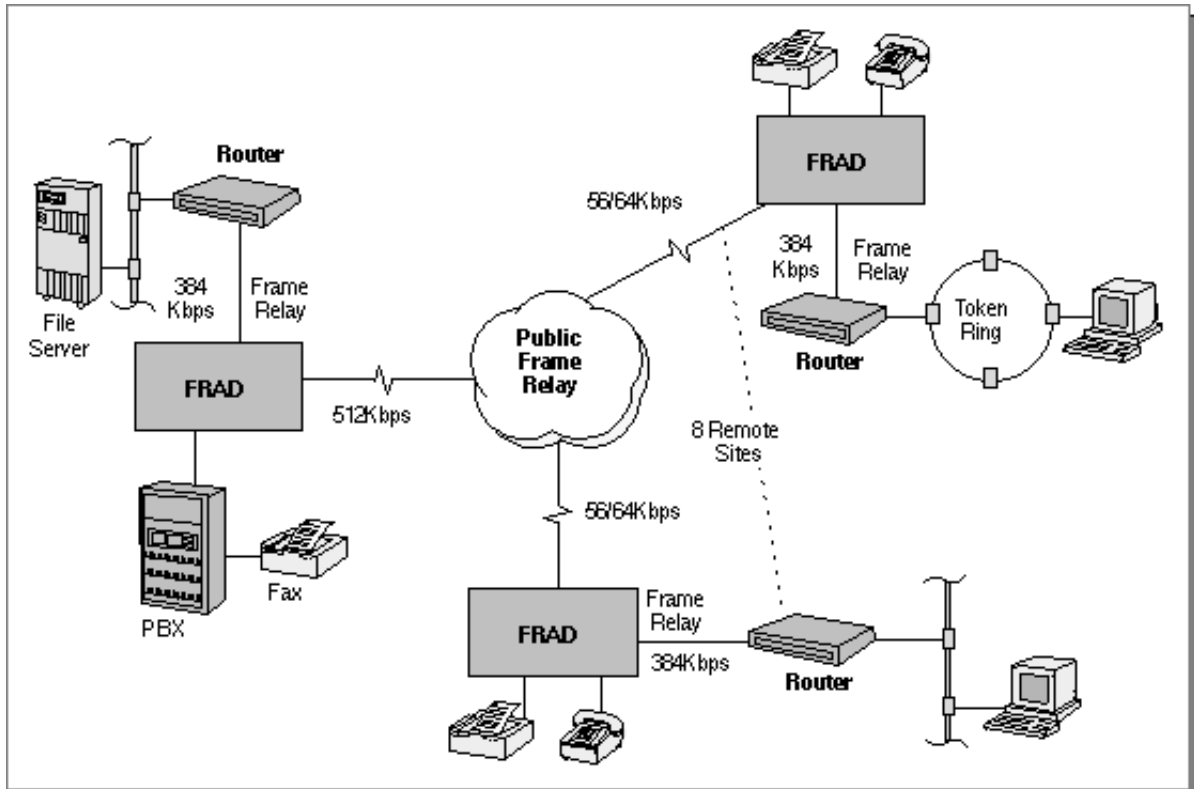 Router
File
Server
384
Kbps
Frame
Relay
FRAD
512Kbps
PBX
Fax
Public
Frame
Relay
56/64Kbps
FRAD
384
Kbps
Frame
Relay
Router
Token
Ring
8 Remote
Sites
56/64Kbps
FRAD
Frame
Relay
384Kbps
Router